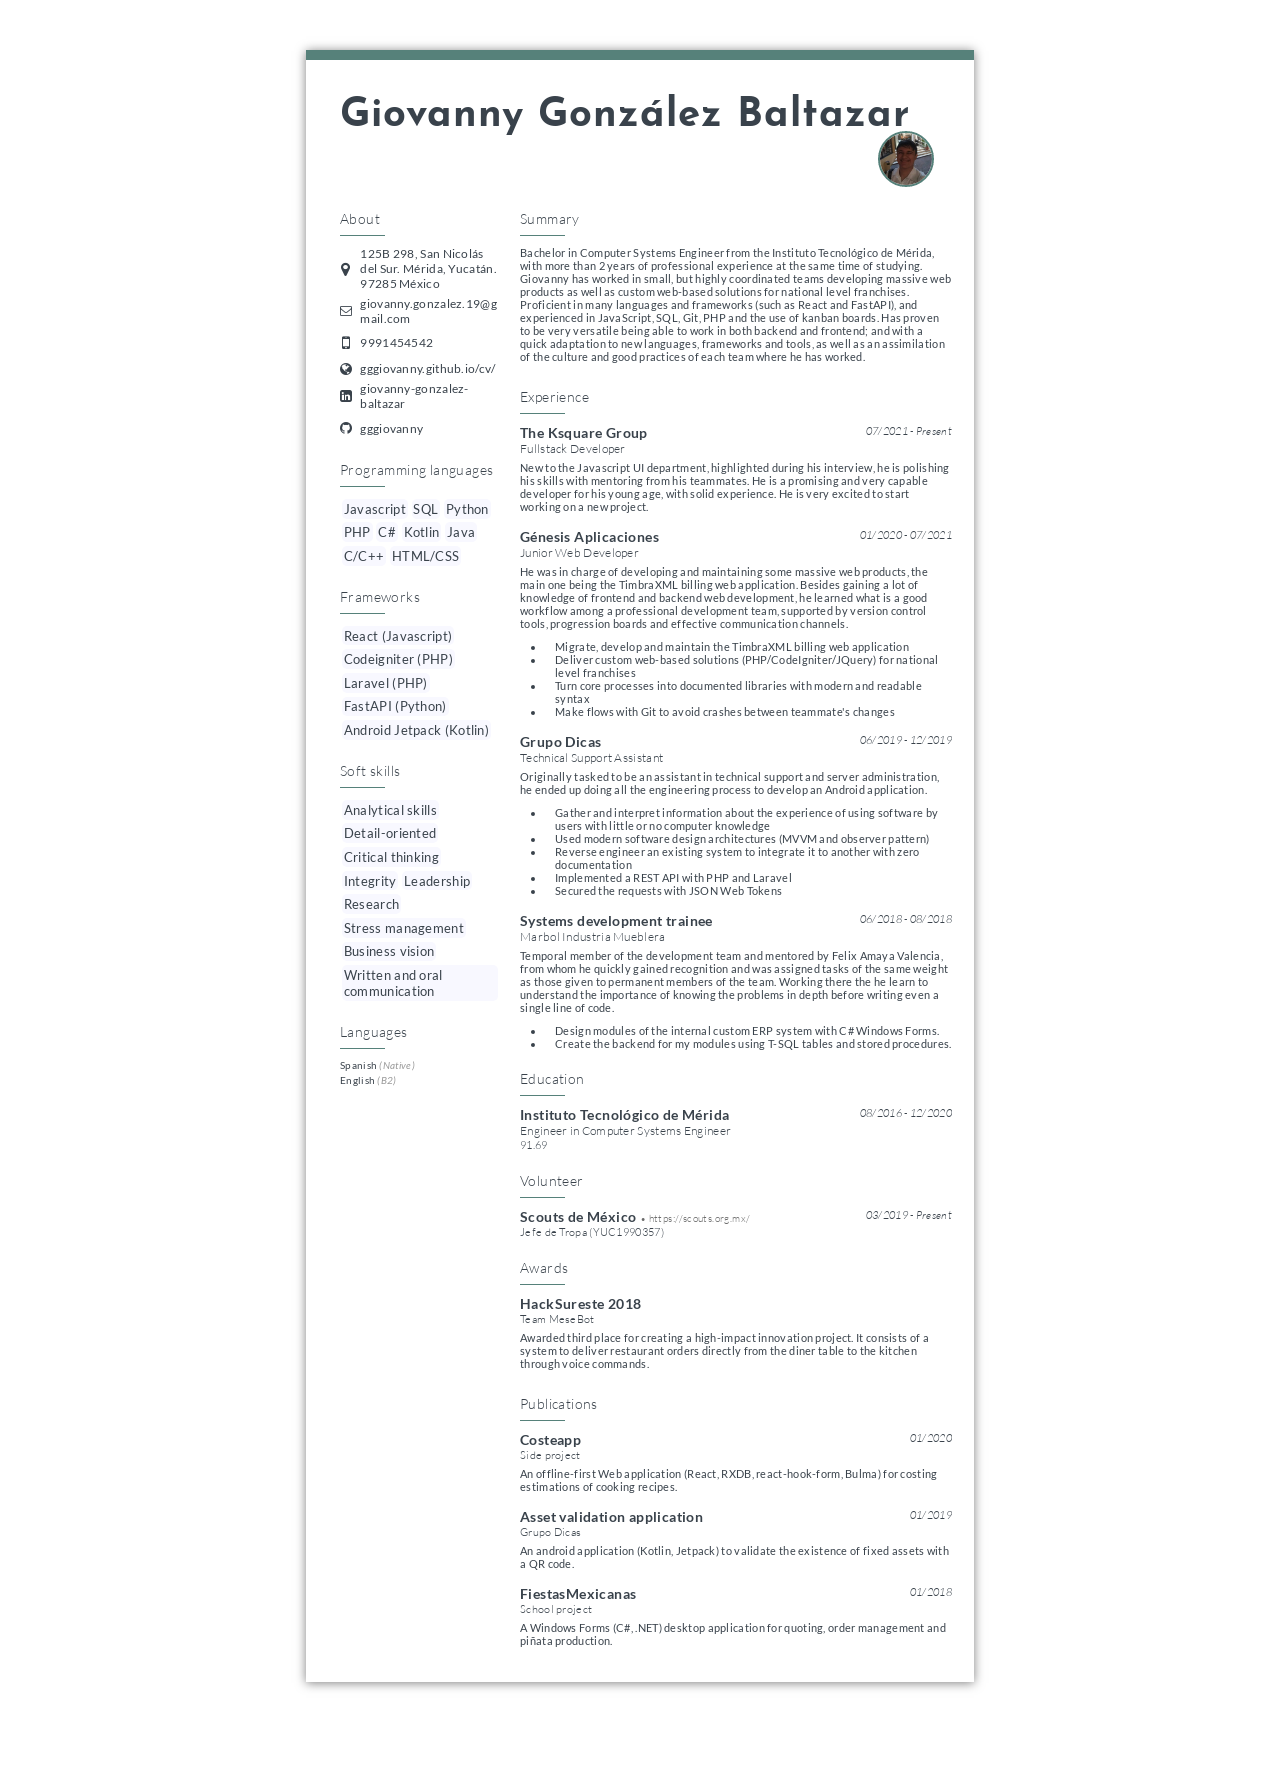 Giovanny González Baltazar
About
125B 298, San Nicolás
del Sur. Mérida, Yucatán.
97285 México
giovanny.gonzalez.19@g
mail.com
9991454542
gggiovanny.github.io/cv/
giovanny-gonzalez-
baltazar
gggiovanny
Programming languages
Javascript SQL Python
PHP C# Kotlin Java
C/C++ HTML/CSS
Frameworks
React (Javascript)
Codeigniter (PHP)
Laravel (PHP)
FastAPI (Python)
Android Jetpack (Kotlin)
Soft skills
Analytical skills
Detail-oriented
Critical thinking
Integrity Leadership
Research
Stress management
Business vision
Written and oral
communication
Languages
Spanish (Native)
English (B2)
Summary
Bachelor in Computer Systems Engineer from the Instituto Tecnológico de Mérida,
with more than 2 years of professional experience at the same time of studying.
Giovanny has worked in small, but highly coordinated teams developing massive web
products as well as custom web-based solutions for national level franchises.
Proficient in many languages and frameworks (such as React and FastAPI), and
experienced in JavaScript, SQL, Git, PHP and the use of kanban boards. Has proven
to be very versatile being able to work in both backend and frontend; and with a
quick adaptation to new languages, frameworks and tools, as well as an assimilation
of the culture and good practices of each team where he has worked.
Experience
The Ksquare Group 07/2021 - Present
Fullstack Developer
New to the Javascript UI department, highlighted during his interview, he is polishing
his skills with mentoring from his teammates. He is a promising and very capable
developer for his young age, with solid experience. He is very excited to start
working on a new project.
Génesis Aplicaciones 01/2020 - 07/2021
Junior Web Developer
He was in charge of developing and maintaining some massive web products, the
main one being the TimbraXML billing web application. Besides gaining a lot of
knowledge of frontend and backend web development, he learned what is a good
workflow among a professional development team, supported by version control
tools, progression boards and effective communication channels.
• Migrate, develop and maintain the TimbraXML billing web application
• Deliver custom web-based solutions (PHP/CodeIgniter/JQuery) for national
level franchises
• Turn core processes into documented libraries with modern and readable
syntax
• Make flows with Git to avoid crashes between teammate's changes
Grupo Dicas 06/2019 - 12/2019
Technical Support Assistant
Originally tasked to be an assistant in technical support and server administration,
he ended up doing all the engineering process to develop an Android application.
• Gather and interpret information about the experience of using software by
users with little or no computer knowledge
• Used modern software design architectures (MVVM and observer pattern)
• Reverse engineer an existing system to integrate it to another with zero
documentation
• Implemented a REST API with PHP and Laravel
• Secured the requests with JSON Web Tokens
Systems development trainee 06/2018 - 08/2018
Marbol Industria Mueblera
Temporal member of the development team and mentored by Felix Amaya Valencia,
from whom he quickly gained recognition and was assigned tasks of the same weight
as those given to permanent members of the team. Working there the he learn to
understand the importance of knowing the problems in depth before writing even a
single line of code.
• Design modules of the internal custom ERP system with C# Windows Forms.
• Create the backend for my modules using T-SQL tables and stored procedures.
Education
Instituto Tecnológico de Mérida 08/2016 - 12/2020
Engineer in Computer Systems Engineer
91.69
Volunteer
Scouts de México • https://scouts.org.mx/ 03/2019 - Present
Jefe de Tropa (YUC1990357)
Awards
HackSureste 2018
Team MeseBot
Awarded third place for creating a high-impact innovation project. It consists of a
system to deliver restaurant orders directly from the diner table to the kitchen
through voice commands.
Publications
Costeapp 01/2020
Side project
An offline-first Web application (React, RXDB, react-hook-form, Bulma) for costing
estimations of cooking recipes.
Asset validation application 01/2019
Grupo Dicas
An android application (Kotlin, Jetpack) to validate the existence of fixed assets with
a QR code.
FiestasMexicanas 01/2018
School project
A Windows Forms (C#, .NET) desktop application for quoting, order management and
piñata production.